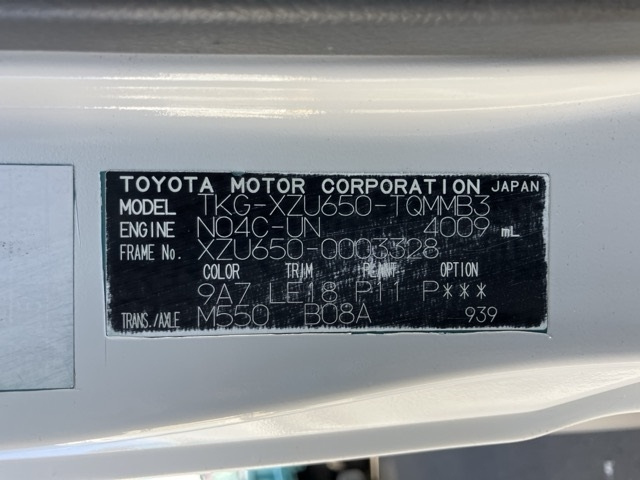 TOYOTA MOTOR CORPORATION JAPAN
MODEL TKG-XZU650-TQMMB3
ENGINE N04C-UN 4009 mL
FRAME No. XZU650-0003328
COLOR TRIM PLANT OPTION
9A7 LE18 P11 P***
TRANS./AXLE M550 B08A 939